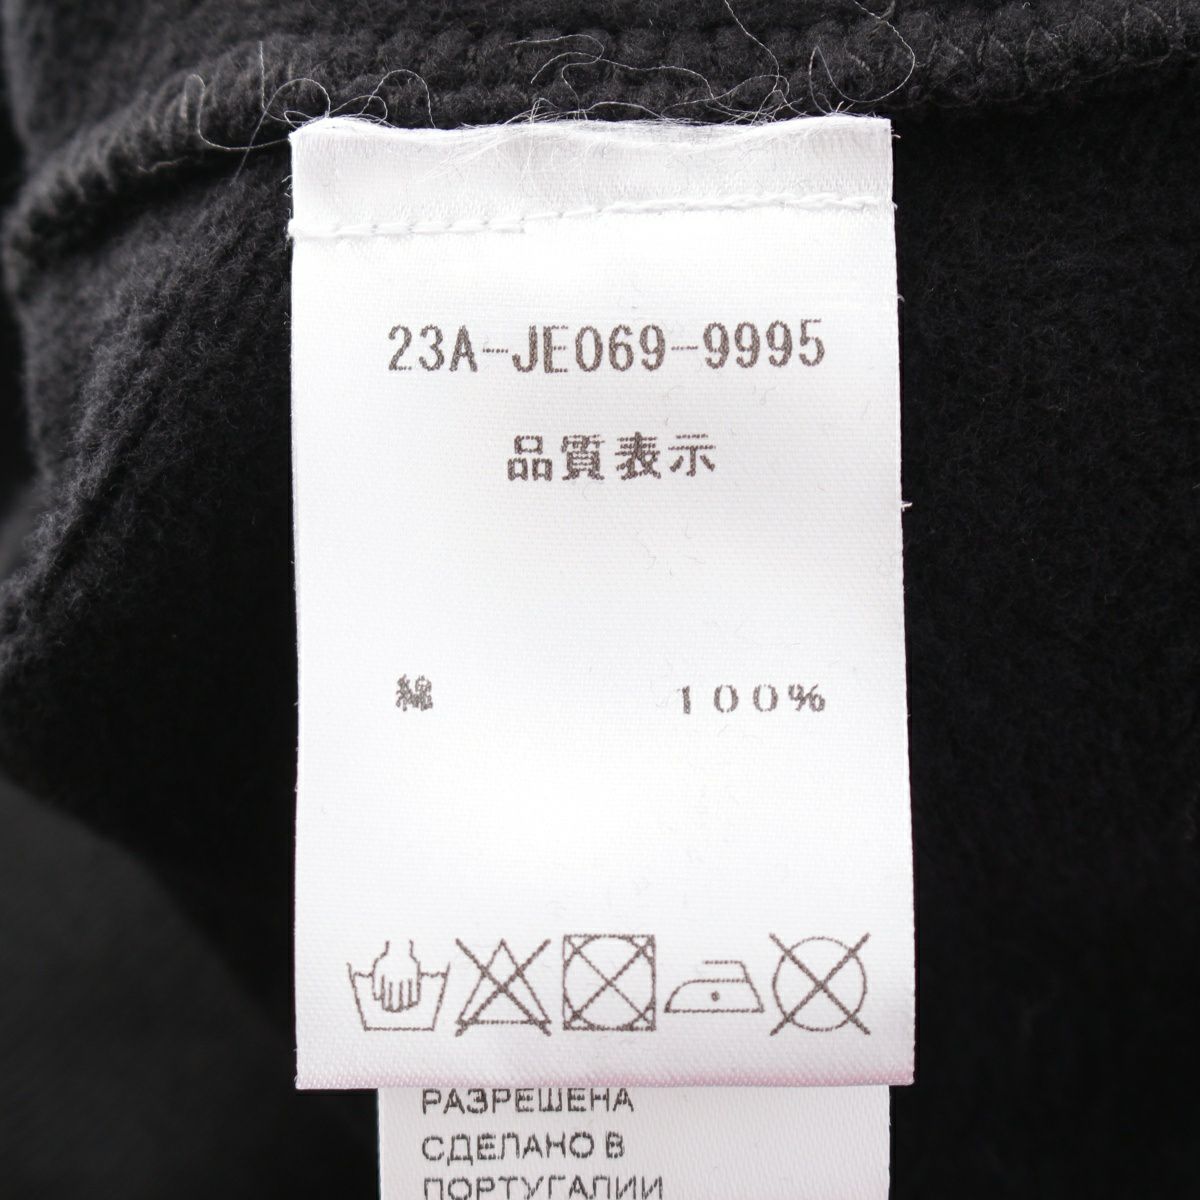 23A-JE069-9995
品質表示
綿 100%
РАЗРЕШЕНА
СДЕЛАНО В
ПОРТУГАЛИИ